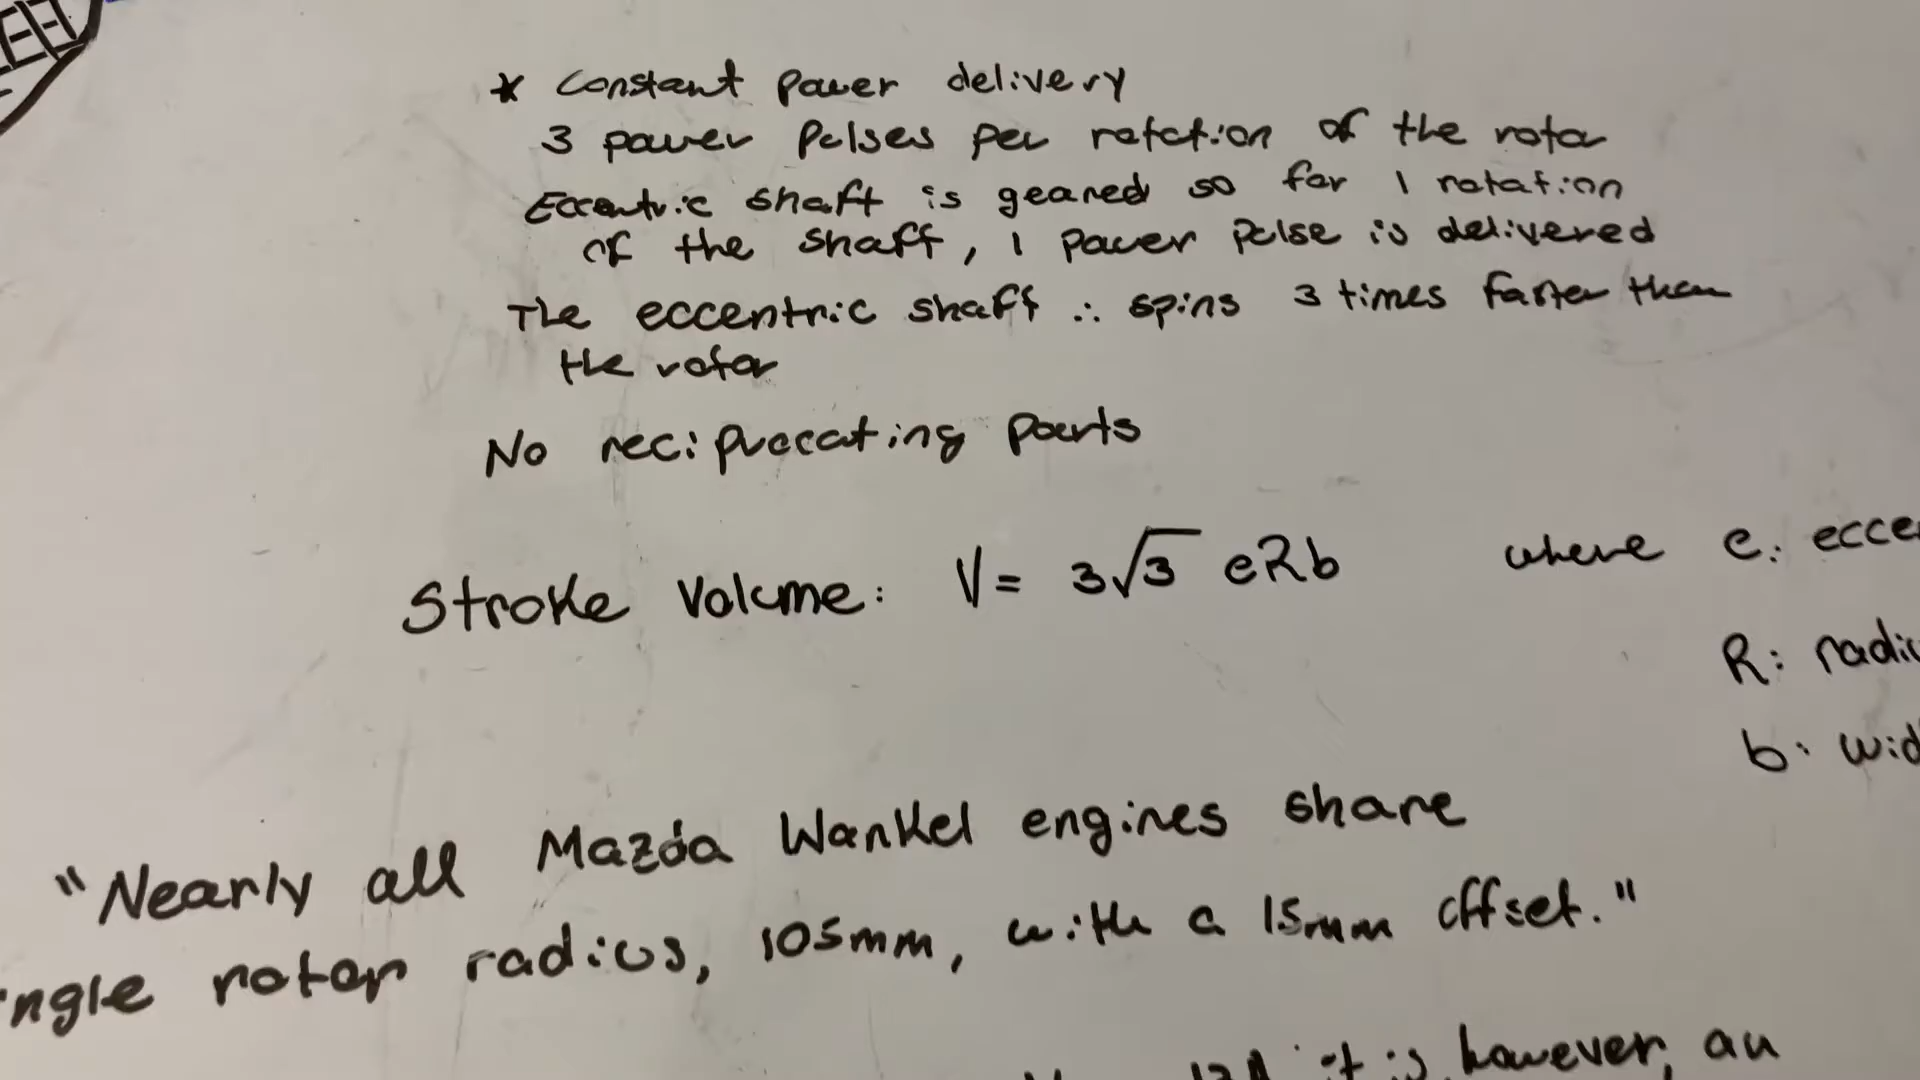 * Constant power delivery
3 power pulses per rotation of the rotor
Eccentric shaft is geared so for 1 rotation
of the shaft, 1 power pulse is delivered
The eccentric shaft ∴ spins 3 times faster than
the rotor
No reciprocating parts
Stroke Volume: V = 3√3 eRb where e: ecce
R: radiu
b: wid
"Nearly all Mazda Wankel engines share
ngle rotor radius, 105mm, with a 15mm offset."
it is, however, an